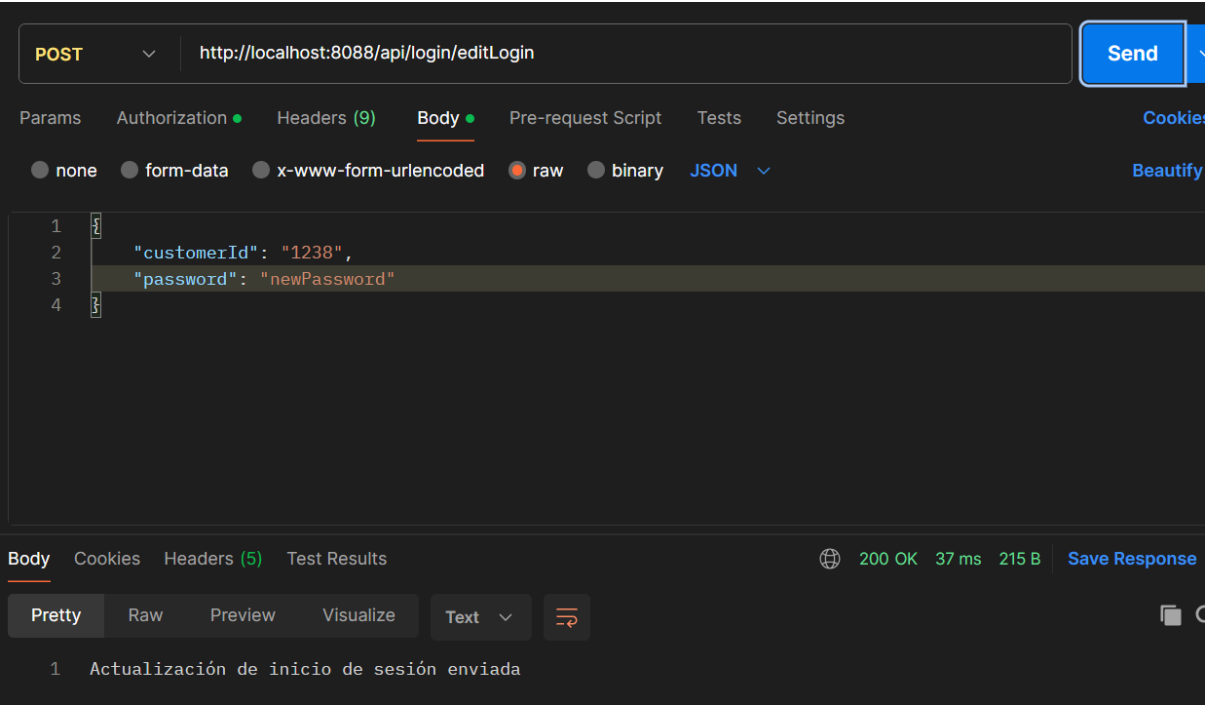 POST http://localhost:8088/api/login/editLogin Send
Params Authorization Headers (9) Body Pre-request Script Tests Settings Cookies
none form-data x-www-form-urlencoded raw binary JSON Beautify
1 {
2 "customerId": "1238",
3 "password": "newPassword"
4 }
Body Cookies Headers (5) Test Results 200 OK 37 ms 215 B Save Response
Pretty Raw Preview Visualize Text
1 Actualización de inicio de sesión enviada